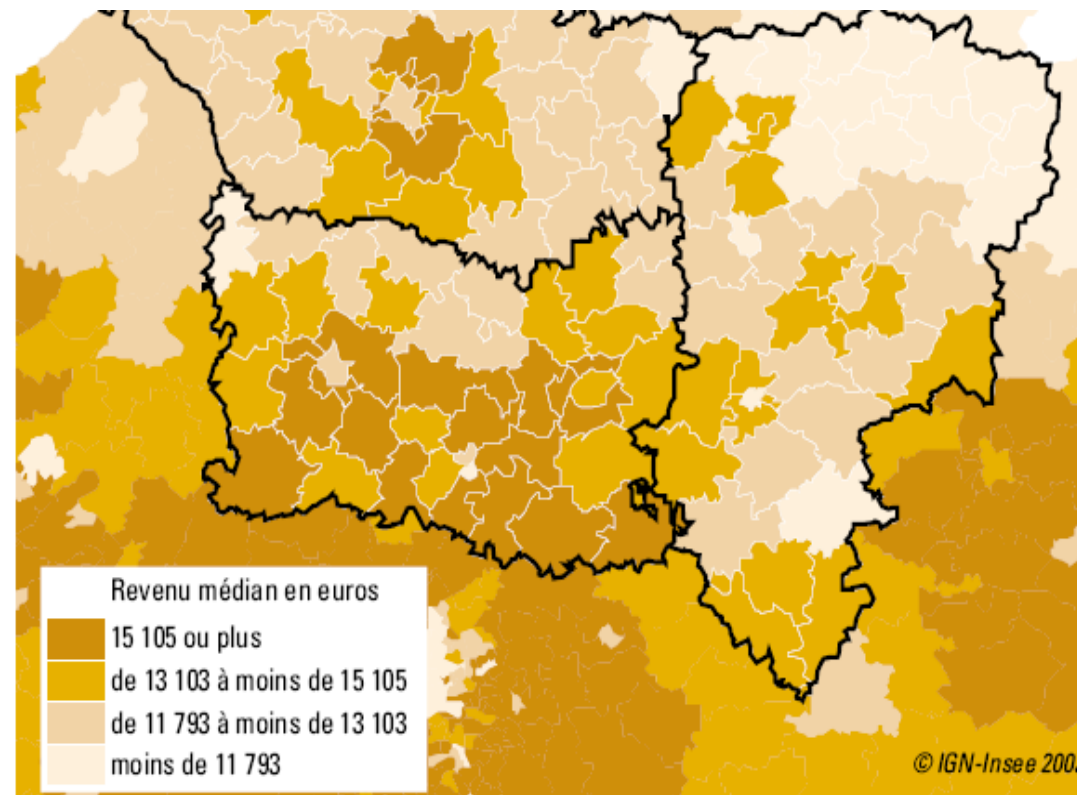 Revenu médian en euros
15 105 ou plus
de 13 103 à moins de 15 105
de 11 793 à moins de 13 103
moins de 11 793
© IGN-Insee